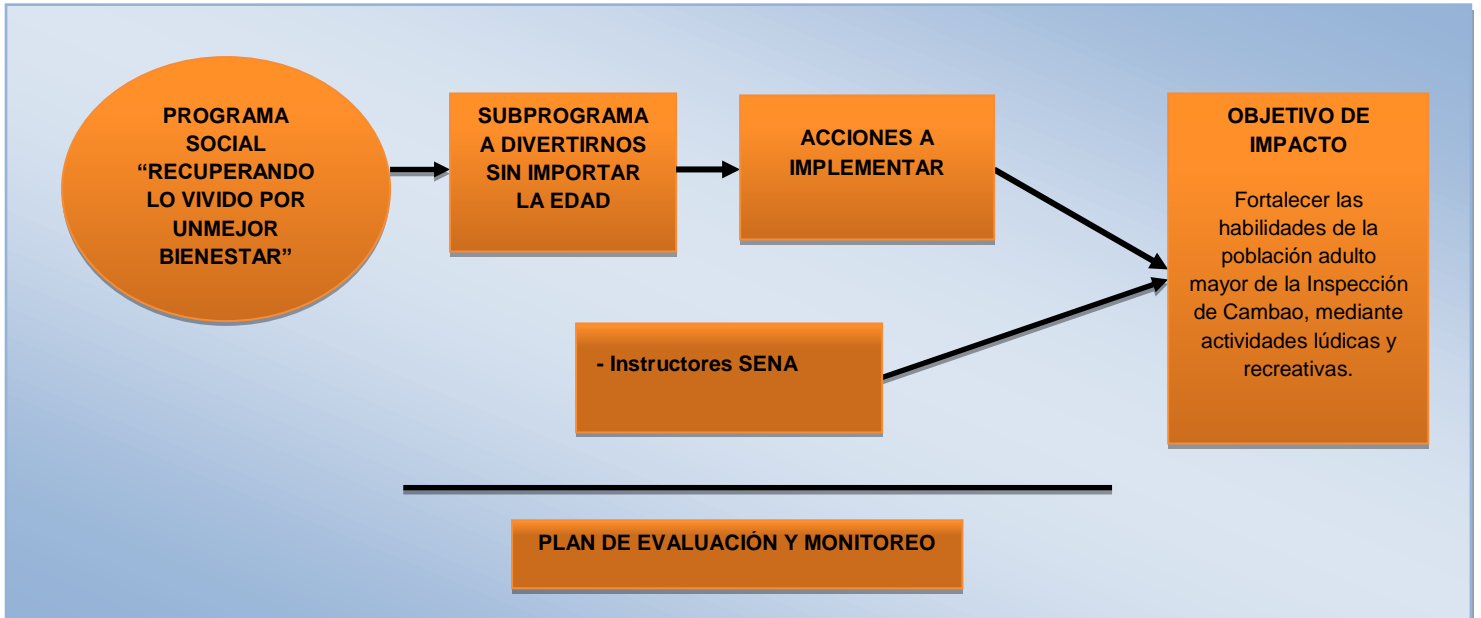 PROGRAMA
SOCIAL
“RECUPERANDO
LO VIVIDO POR
UNMEJOR
BIENESTAR”
SUBPROGRAMA
A DIVERTIRNOS
SIN IMPORTAR
LA EDAD
ACCIONES A
IMPLEMENTAR
OBJETIVO DE
IMPACTO
Fortalecer las
habilidades de la
población adulto
mayor de la Inspección
de Cambao, mediante
actividades lúdicas y
recreativas.
- Instructores SENA
PLAN DE EVALUACIÓN Y MONITOREO